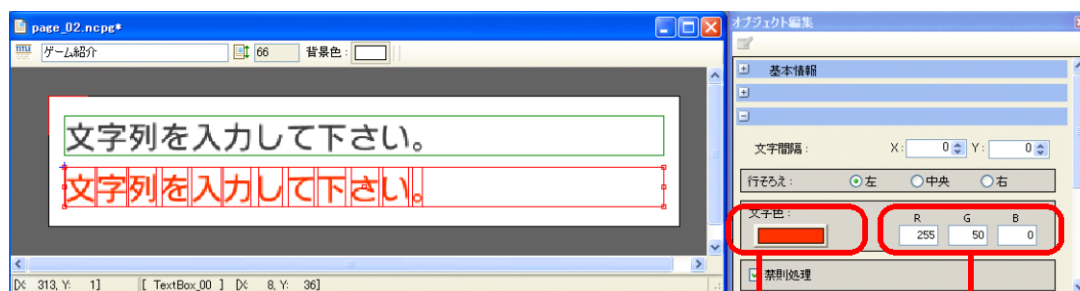 page_02.ncpg*
TITLE ゲーム紹介 66 背景色:
文字列を入力して下さい。
文字列を入力して下さい。
[X: 313, Y: 1] [ TextBox_00 ] [X: 8, Y: 36]
オブジェクト編集
基本情報
文字間隔: X: 0 Y: 0
行そろえ: 左 中央 右
文字色: R G B
255 50 0
禁則処理